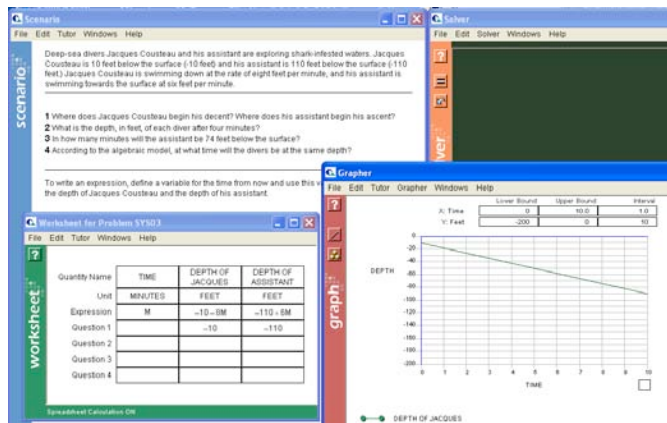 Scenario
File Edit Tutor Windows Help
scenario
Deep-sea divers Jacques Cousteau and his assistant are exploring shark-infested waters. Jacques
Cousteau is 10 feet below the surface (-10 feet) and his assistant is 110 feet below the surface (-110
feet.) Jacques Cousteau is swimming down at the rate of eight feet per minute, and his assistant is
swimming towards the surface at six feet per minute.
1 Where does Jacques Cousteau begin his decent? Where does his assistant begin his ascent?
2 What is the depth, in feet, of each diver after four minutes?
3 In how many minutes will the assistant be 74 feet below the surface?
4 According to the algebraic model, at what time will the divers be at the same depth?
To write an expression, define a variable for the time from now and use this
the depth of Jacques Cousteau and the depth of his assistant.
Solver
File Edit Solver Windows Help
Worksheet for Problem SYS03
File Edit Tutor Windows Help
worksheet
Quantity Name TIME DEPTH OF JACQUES DEPTH OF ASSISTANT
Unit MINUTES FEET FEET
Expression M -10-8M -110+6M
Question 1 -10 -110
Question 2
Question 3
Question 4
Spreadsheet Calculation ON
Grapher
File Edit Tutor Grapher Windows Help
graph
Lower Bound Upper Bound Interval
X: Time 0 10.0 1.0
Y: Feet -200 0 10
DEPTH
0
-20
-40
-60
-80
-100
-120
-140
-160
-180
-200
0 1 2 3 4 5 6 7 8 9 10
TIME
DEPTH OF JACQUES